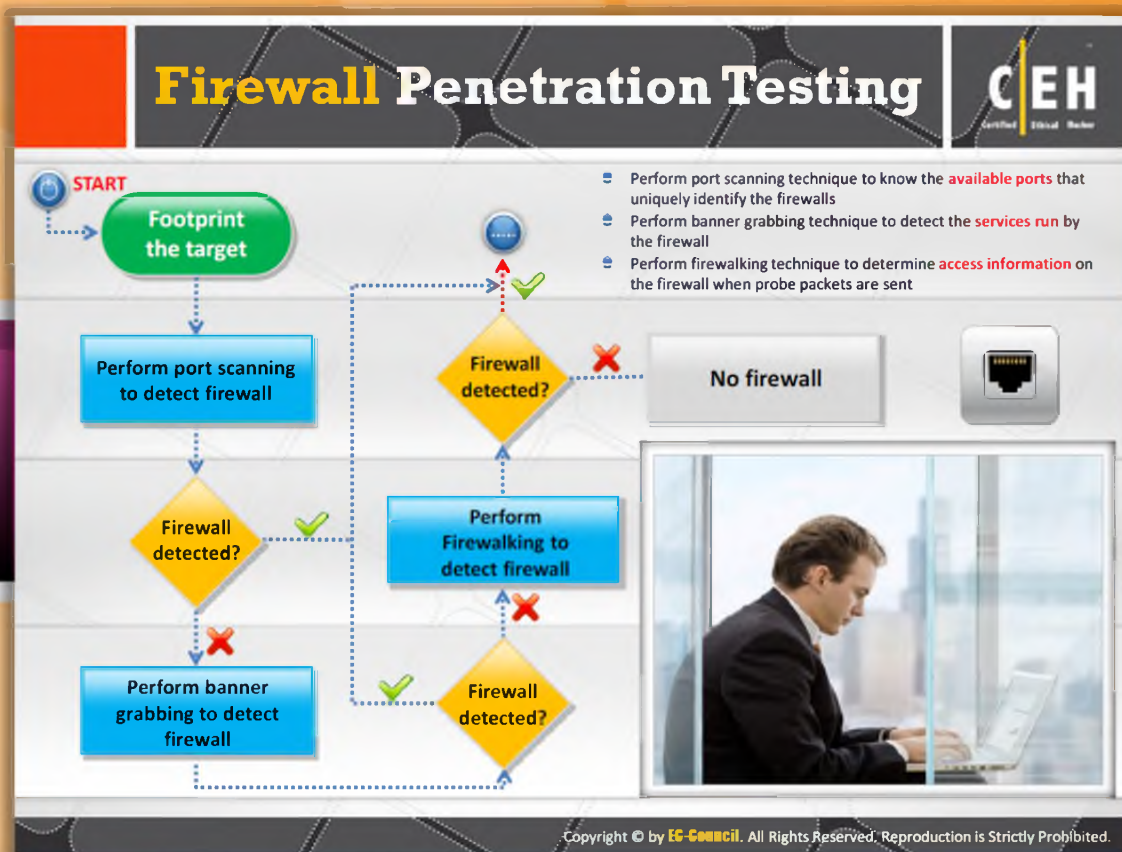 Firewall Penetration Testing
CEH
Certified Ethical Hacker
START
Footprint
the target
Perform port scanning
to detect firewall
Firewall
detected?
Perform banner
grabbing to detect
firewall
Firewall
detected?
Perform
Firewalking to
detect firewall
Firewall
detected?
No firewall
Perform port scanning technique to know the available ports that
uniquely identify the firewalls
Perform banner grabbing technique to detect the services run by
the firewall
Perform firewalking technique to determine access information on
the firewall when probe packets are sent
Copyright © by EC-Council. All Rights Reserved. Reproduction is Strictly Prohibited.